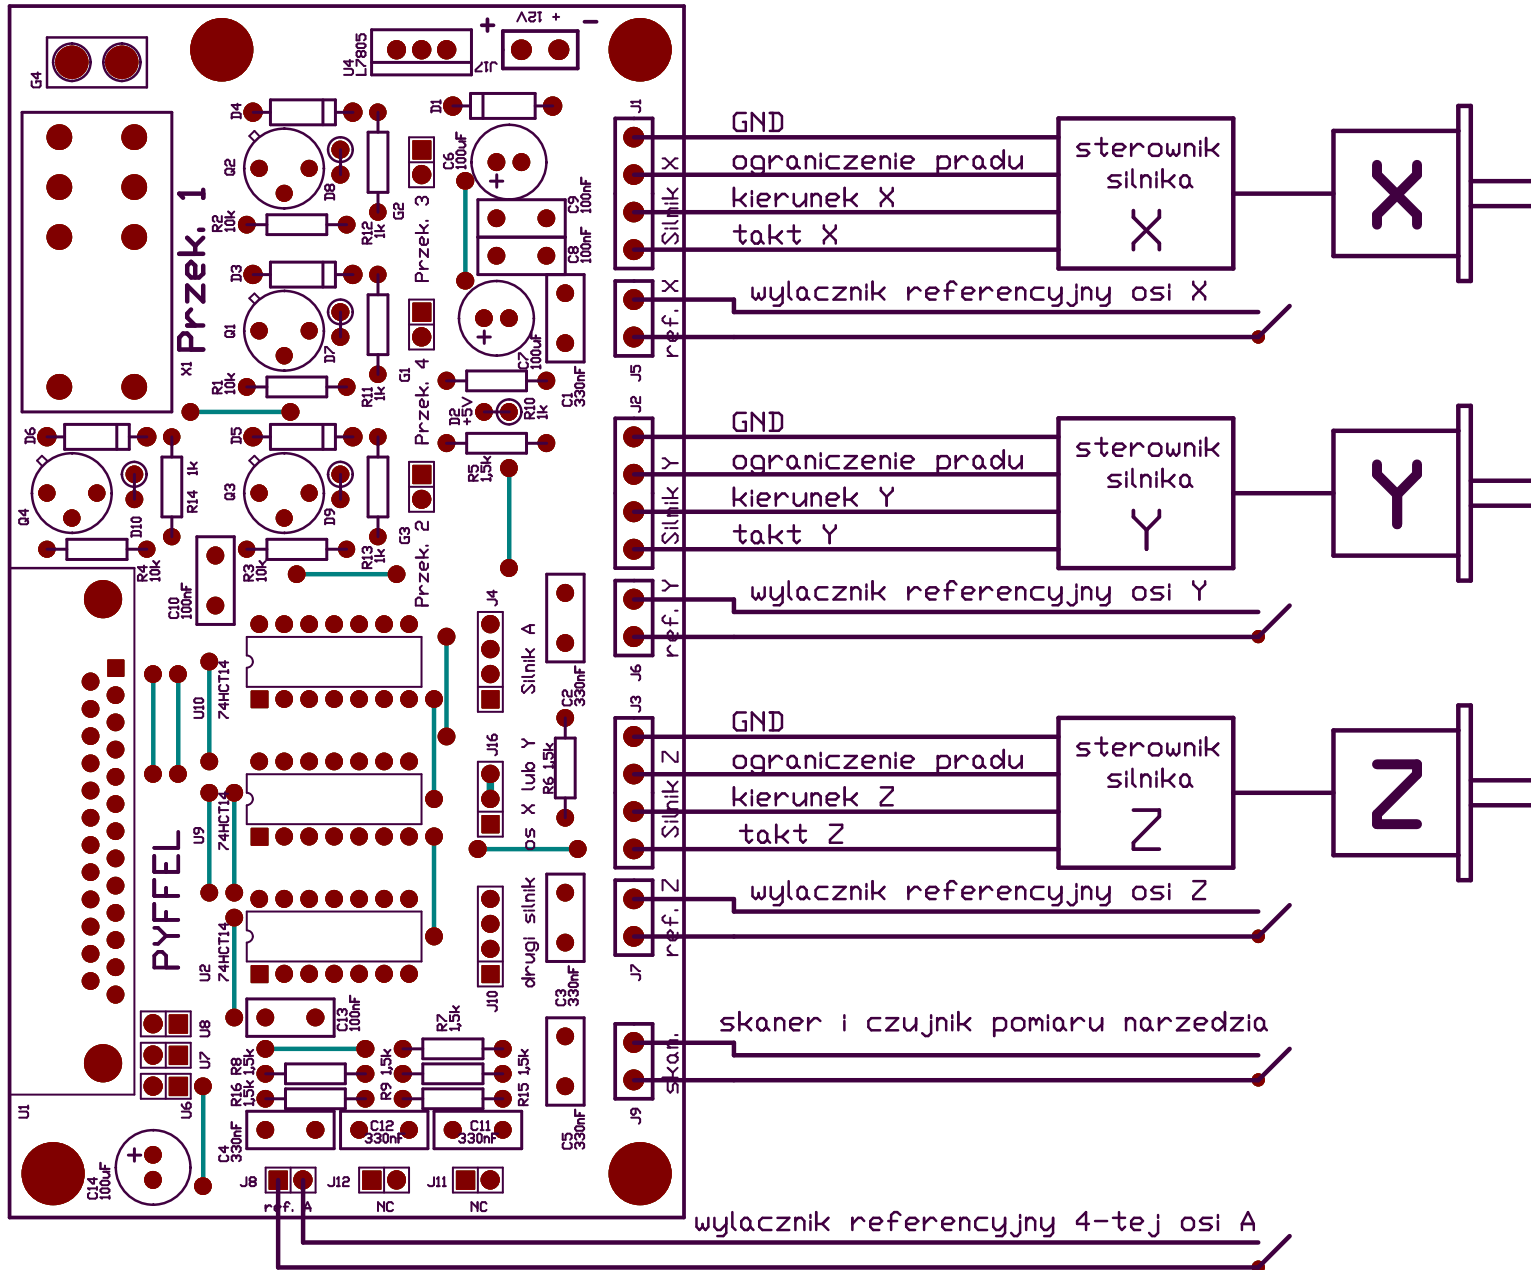 G4
U4
L7805
+
J17
+ 12V
-
D4
Q2
D8
R2
10k
R12
1k
G2
D1
C6
100uF
+
C9
100nF
C8
100nF
J1
Silnik X
GND
ograniczenie pradu
kierunek X
takt X
sterownik
silnika
X
X
Przek. 1
X1
D3
Q1
D7
R1
10k
R11
1k
G1
Przek. 3
Przek. 4
+
C7
100uF
C1
330nF
ref. X
J5
wylacznik referencyjny osi X
D2
+5V
R10
1k
R5
1,5k
D6
Q4
D10
R14
1k
R4
10k
D5
Q3
D9
R3
10k
R13
1k
G3
Przek. 2
J2
Silnik Y
GND
ograniczenie pradu
kierunek Y
takt Y
sterownik
silnika
Y
Y
C10
100nF
J4
Silnik A
C2
330nF
ref. Y
J6
wylacznik referencyjny osi Y
U10
74HCT14
J16
os X lub Y
R6 1,5k
J3
Silnik Z
GND
ograniczenie pradu
kierunek Z
takt Z
sterownik
silnika
Z
Z
U9
74HCT14
PYFFEL
U2
74HCT14
J10
drugi silnik
C3
330nF
ref. Z
J7
wylacznik referencyjny osi Z
U8
U7
U6
C13
100nF
R7
1,5k
R8
1,5k
1,5k
1,5k
R16
1,5k
R9
R15
skan.
J9
skaner i czujnik pomiaru narzedzia
U1
C4
330nF
C12
330nF
C11
330nF
C5
330nF
+
C14
100uF
J8
ref. A
J12
NC
J11
NC
wylacznik referencyjny 4-tej osi A